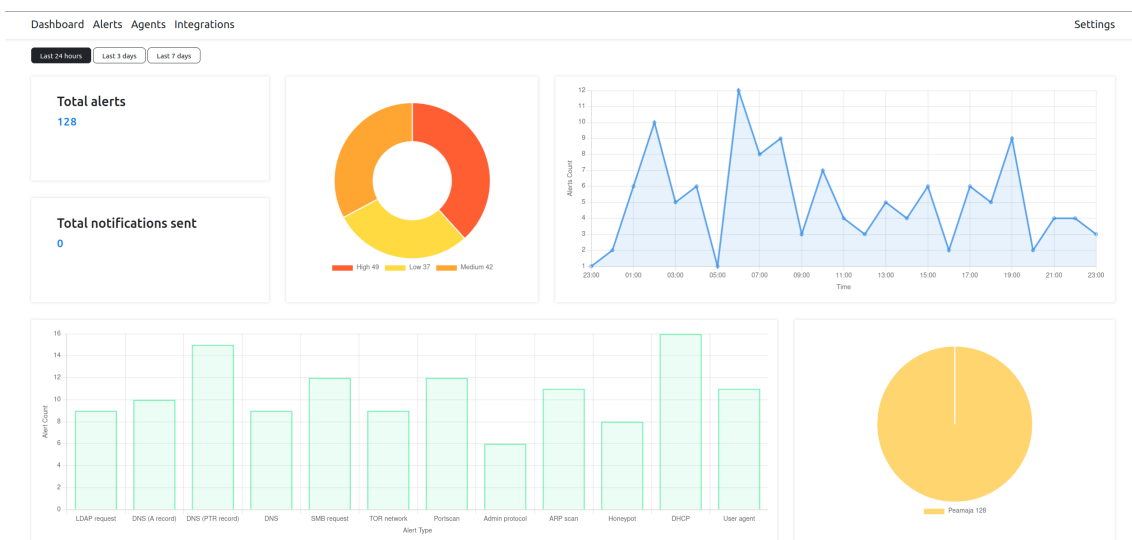 Dashboard Alerts Agents Integrations Settings
Last 24 hours Last 3 days Last 7 days
Total alerts
128
Total notifications sent
0
High 49 Low 37 Medium 42
12
11
10
9
8
7
6
5
4
3
2
1
Alerts Count
23:00 01:00 03:00 05:00 07:00 09:00 11:00 13:00 15:00 17:00 19:00 21:00 23:00
Time
16
14
12
10
8
6
4
2
0
Alert Count
LDAP request DNS (A record) DNS (PTR record) DNS SMB request TOR network Portscan Admin protocol ARP scan Honeypot DHCP User agent
Alert Type
Peamaja 128